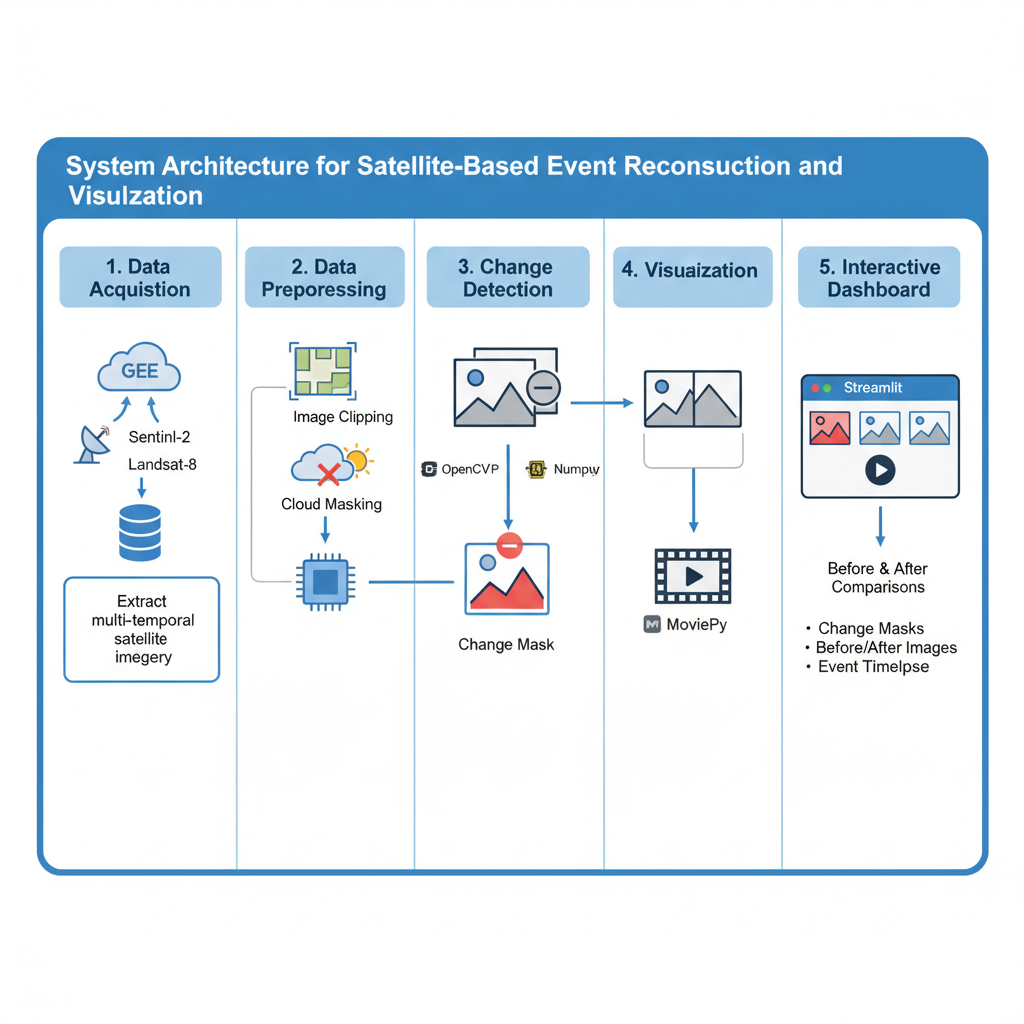 System Architecture for Satellite-Based Event Reconsuction and
Visulzation
1. Data
Acquistion
GEE
Sentinl-2
Landsat-8
Extract
multi-temporal
satellite
imegery
2. Data
Preporessing
Image Clipping
Cloud Masking
3. Change
Detection
OpenCVP
Numpy
Change Mask
4. Visuaization
MoviePy
5. Interactive
Dashboard
Streamlit
Before & After
Comparisons
• Change Masks
• Before/After Images
• Event Timelpse